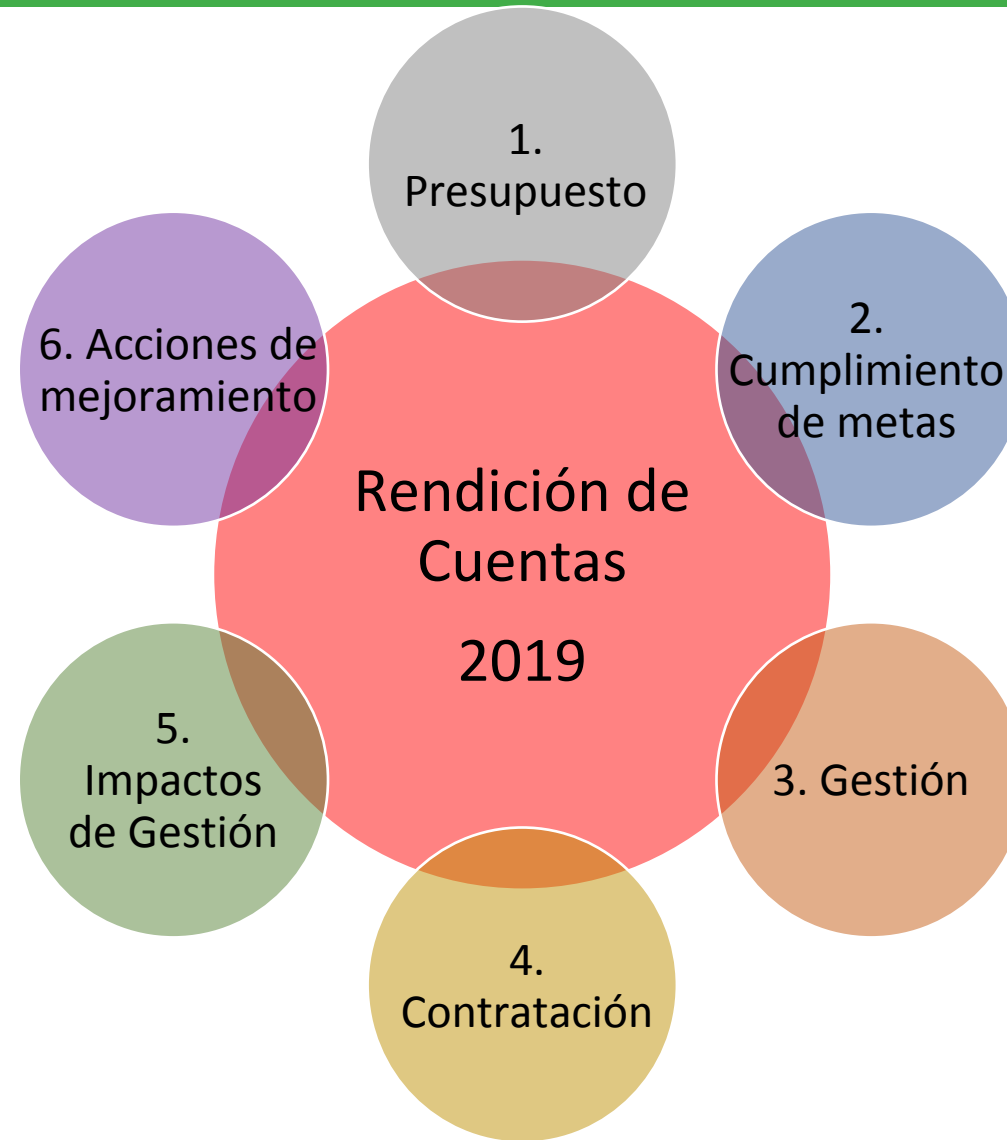 1.
Presupuesto
2.
Cumplimiento
de metas
3. Gestión
4.
Contratación
5.
Impactos
de Gestión
6. Acciones de
mejoramiento
Rendición de
Cuentas
2019